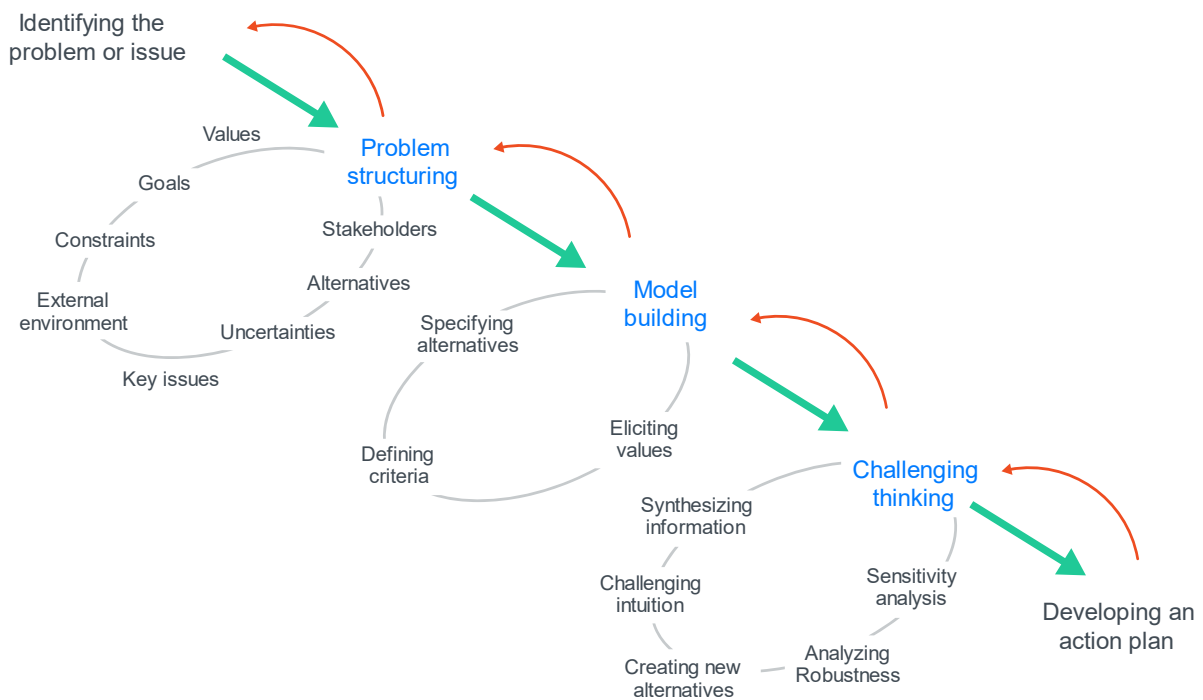 Identifying the
problem or issue
Problem
structuring
Values
Goals
Constraints
External
environment
Key issues
Uncertainties
Alternatives
Stakeholders
Model
building
Specifying
alternatives
Defining
criteria
Eliciting
values
Challenging
thinking
Synthesizing
information
Challenging
intuition
Creating new
alternatives
Analyzing
Robustness
Sensitivity
analysis
Developing an
action plan